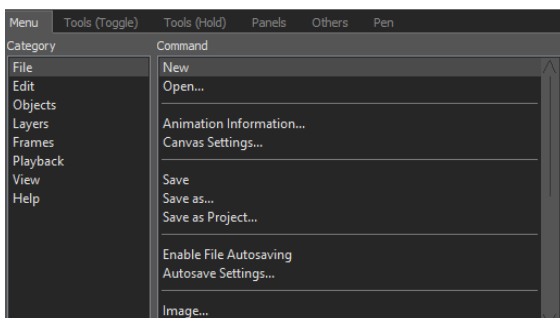 Menu Tools (Toggle) Tools (Hold) Panels Others Pen
Category Command
File New
Edit Open...
Objects
Layers Animation Information...
Frames Canvas Settings...
Playback
View Save
Help Save as...
Save as Project...
Enable File Autosaving
Autosave Settings...
Image...